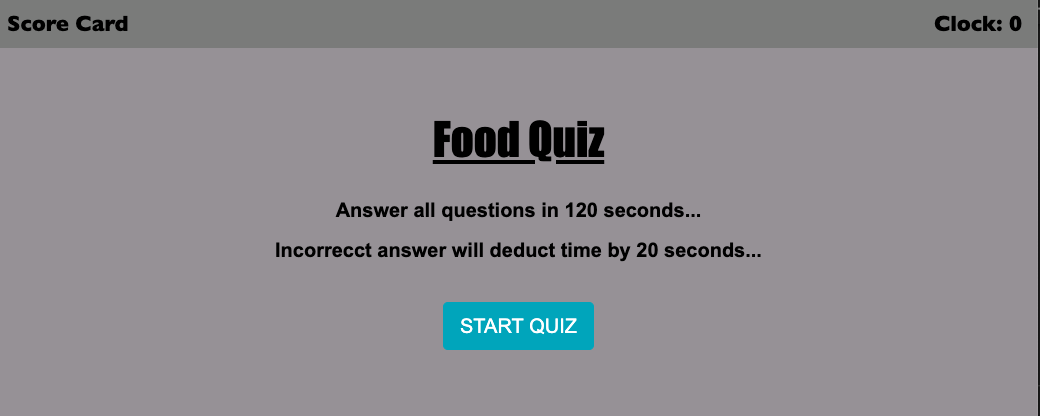 Score Card
Clock: 0
Food Quiz
Answer all questions in 120 seconds...
Incorrecct answer will deduct time by 20 seconds...
START QUIZ